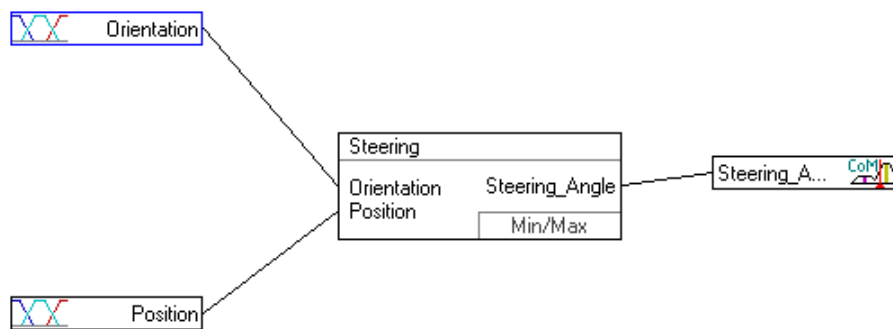 Orientation
Steering
Orientation
Position
Steering_Angle
Min/Max
Steering_A...
CoM
Position